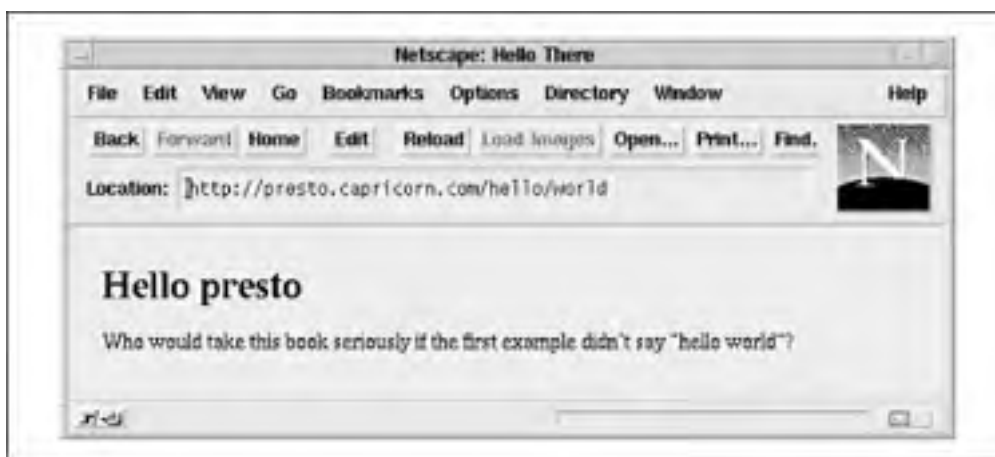 Netscape: Hello There
File Edit View Go Bookmarks Options Directory Window Help
Back Forward Home Edit Reload Load Images Open... Print... Find.
N
Location: http://presto.capricorn.com/hello/world
Hello presto
Who would take this book seriously if the first example didn't say "hello world"?